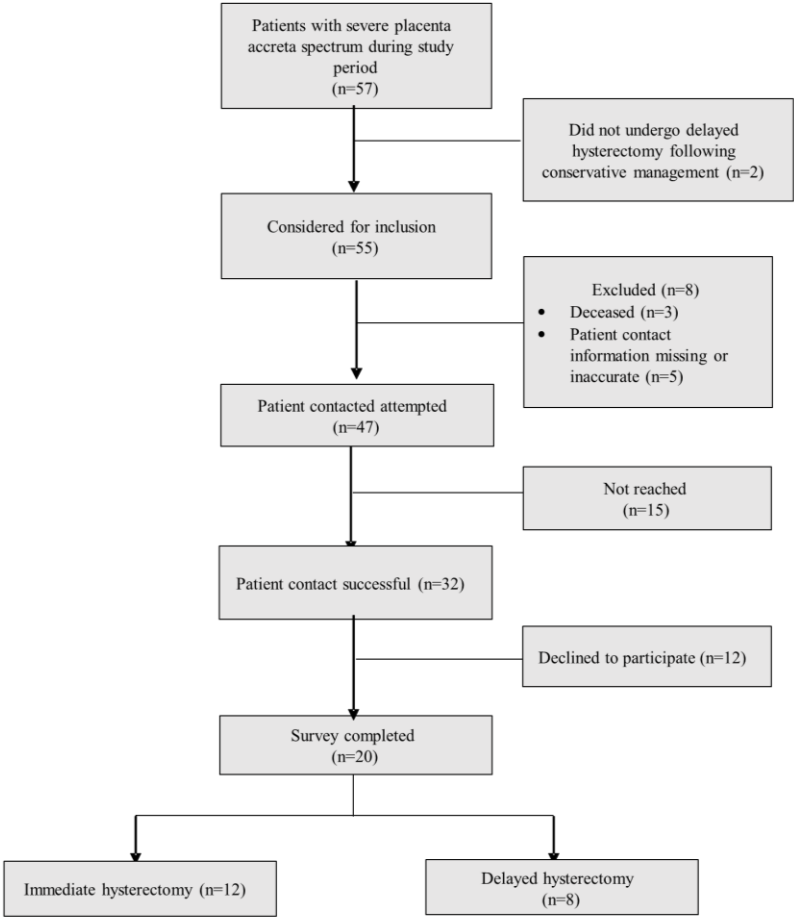 Patients with severe placenta
accreta spectrum during study
period
(n=57)
Did not undergo delayed
hysterectomy following
conservative management (n=2)
Considered for inclusion
(n=55)
Excluded (n=8)
• Deceased (n=3)
• Patient contact
information missing or
inaccurate (n=5)
Patient contacted attempted
(n=47)
Not reached
(n=15)
Patient contact successful (n=32)
Declined to participate (n=12)
Survey completed
(n=20)
Immediate hysterectomy (n=12)
Delayed hysterectomy
(n=8)